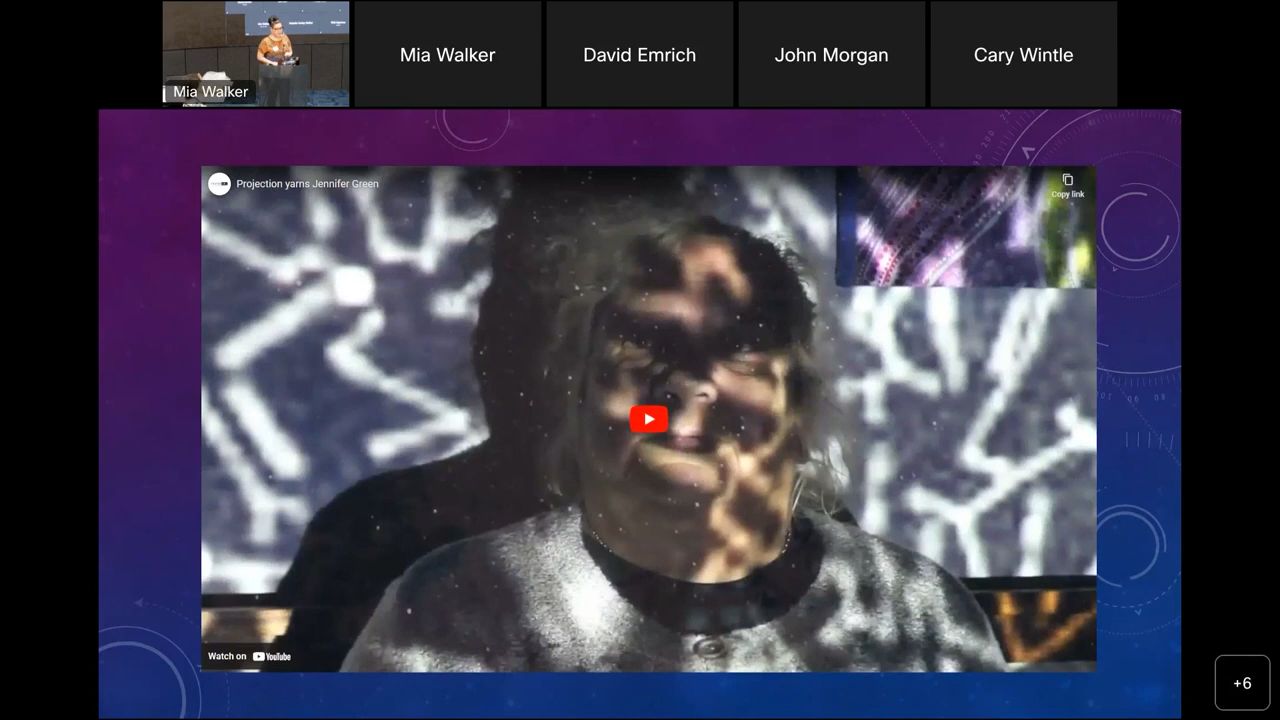 Mia Walker
Mia Walker
David Emrich
John Morgan
Cary Wintle
Projection yarns Jennifer Green
Copy link
Watch on YouTube
+6